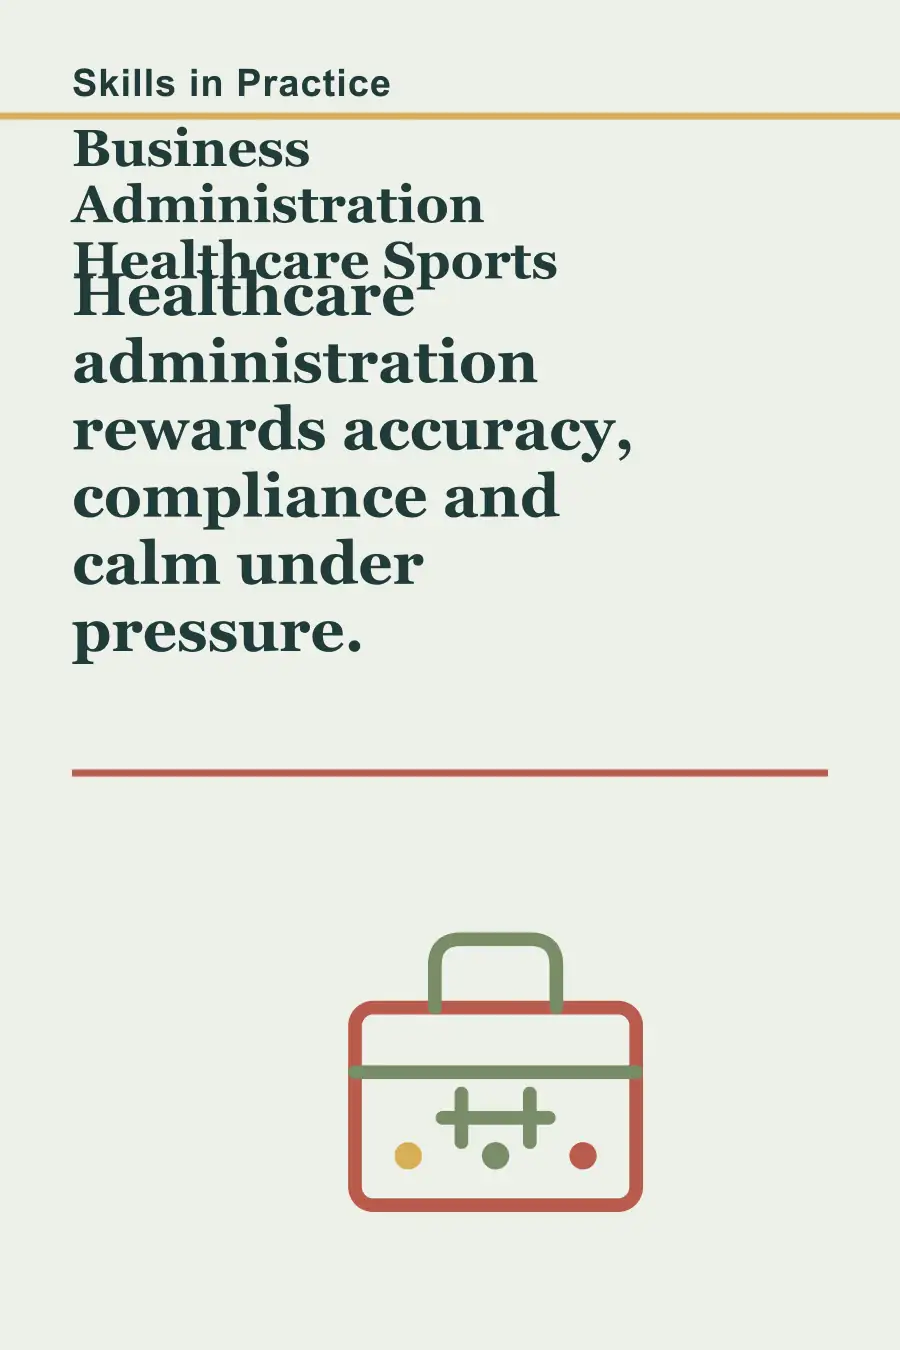 Skills in Practice
Business
Administration
Healthcare Sports
Healthcare
administration
rewards accuracy,
compliance and
calm under
pressure.